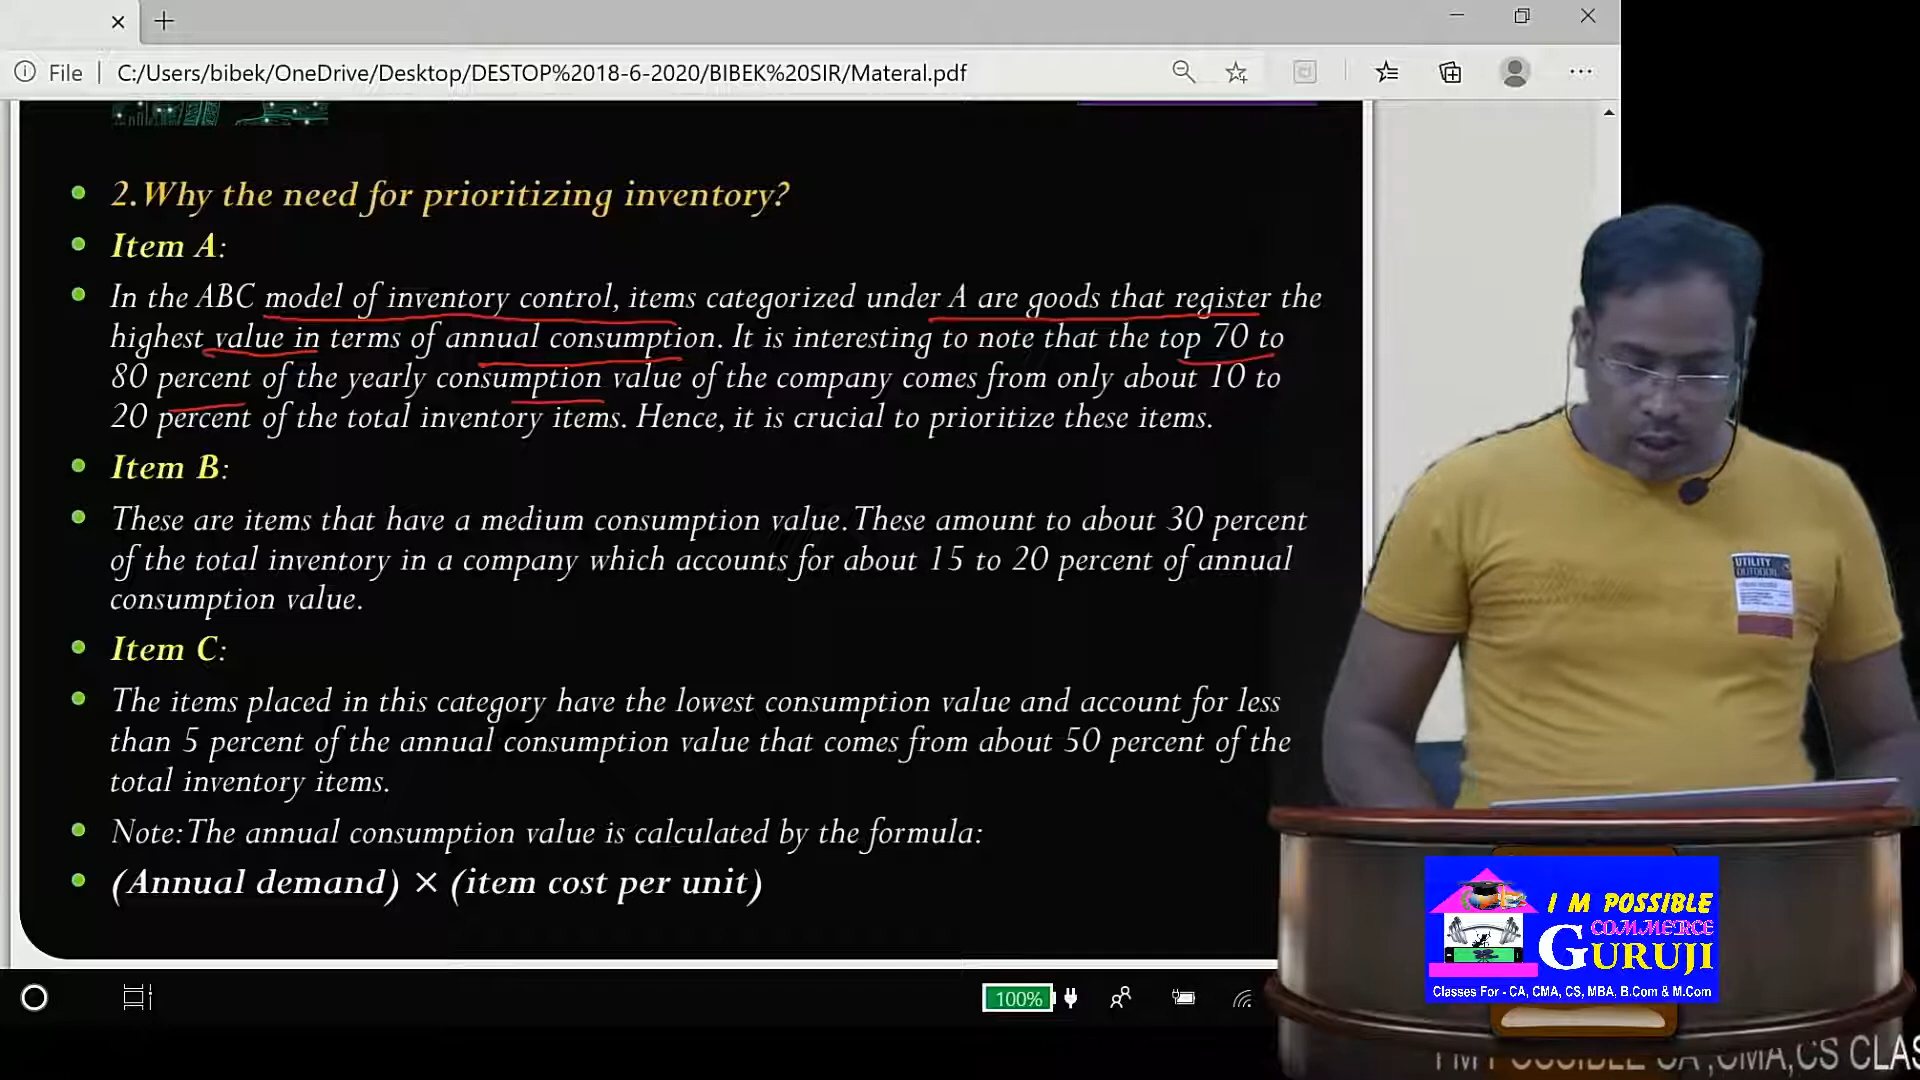 File
C:/Users/bibek/OneDrive/Desktop/DESTOP%2018-6-2020/BIBEK%20SIR/Materal.pdf
2.Why the need for prioritizing inventory?
Item A:
In the ABC model of inventory control, items categorized under A are goods that register the
highest value in terms of annual consumption. It is interesting to note that the top 70 to
80 percent of the yearly consumption value of the company comes from only about 10 to
20 percent of the total inventory items. Hence, it is crucial to prioritize these items.
Item B:
These are items that have a medium consumption value. These amount to about 30 percent
of the total inventory in a company which accounts for about 15 to 20 percent of annual
consumption value.
Item C:
The items placed in this category have the lowest consumption value and account for less
than 5 percent of the annual consumption value that comes from about 50 percent of the
total inventory items.
Note: The annual consumption value is calculated by the formula:
(Annual demand) × (item cost per unit)
100%
UTILITY
OUTDOOR
I M POSSIBLE
COMMERCE
GURUJI
Classes For - CA, CMA, CS, MBA, B.Com & M.Com
CA ,CMA,CS CLAS